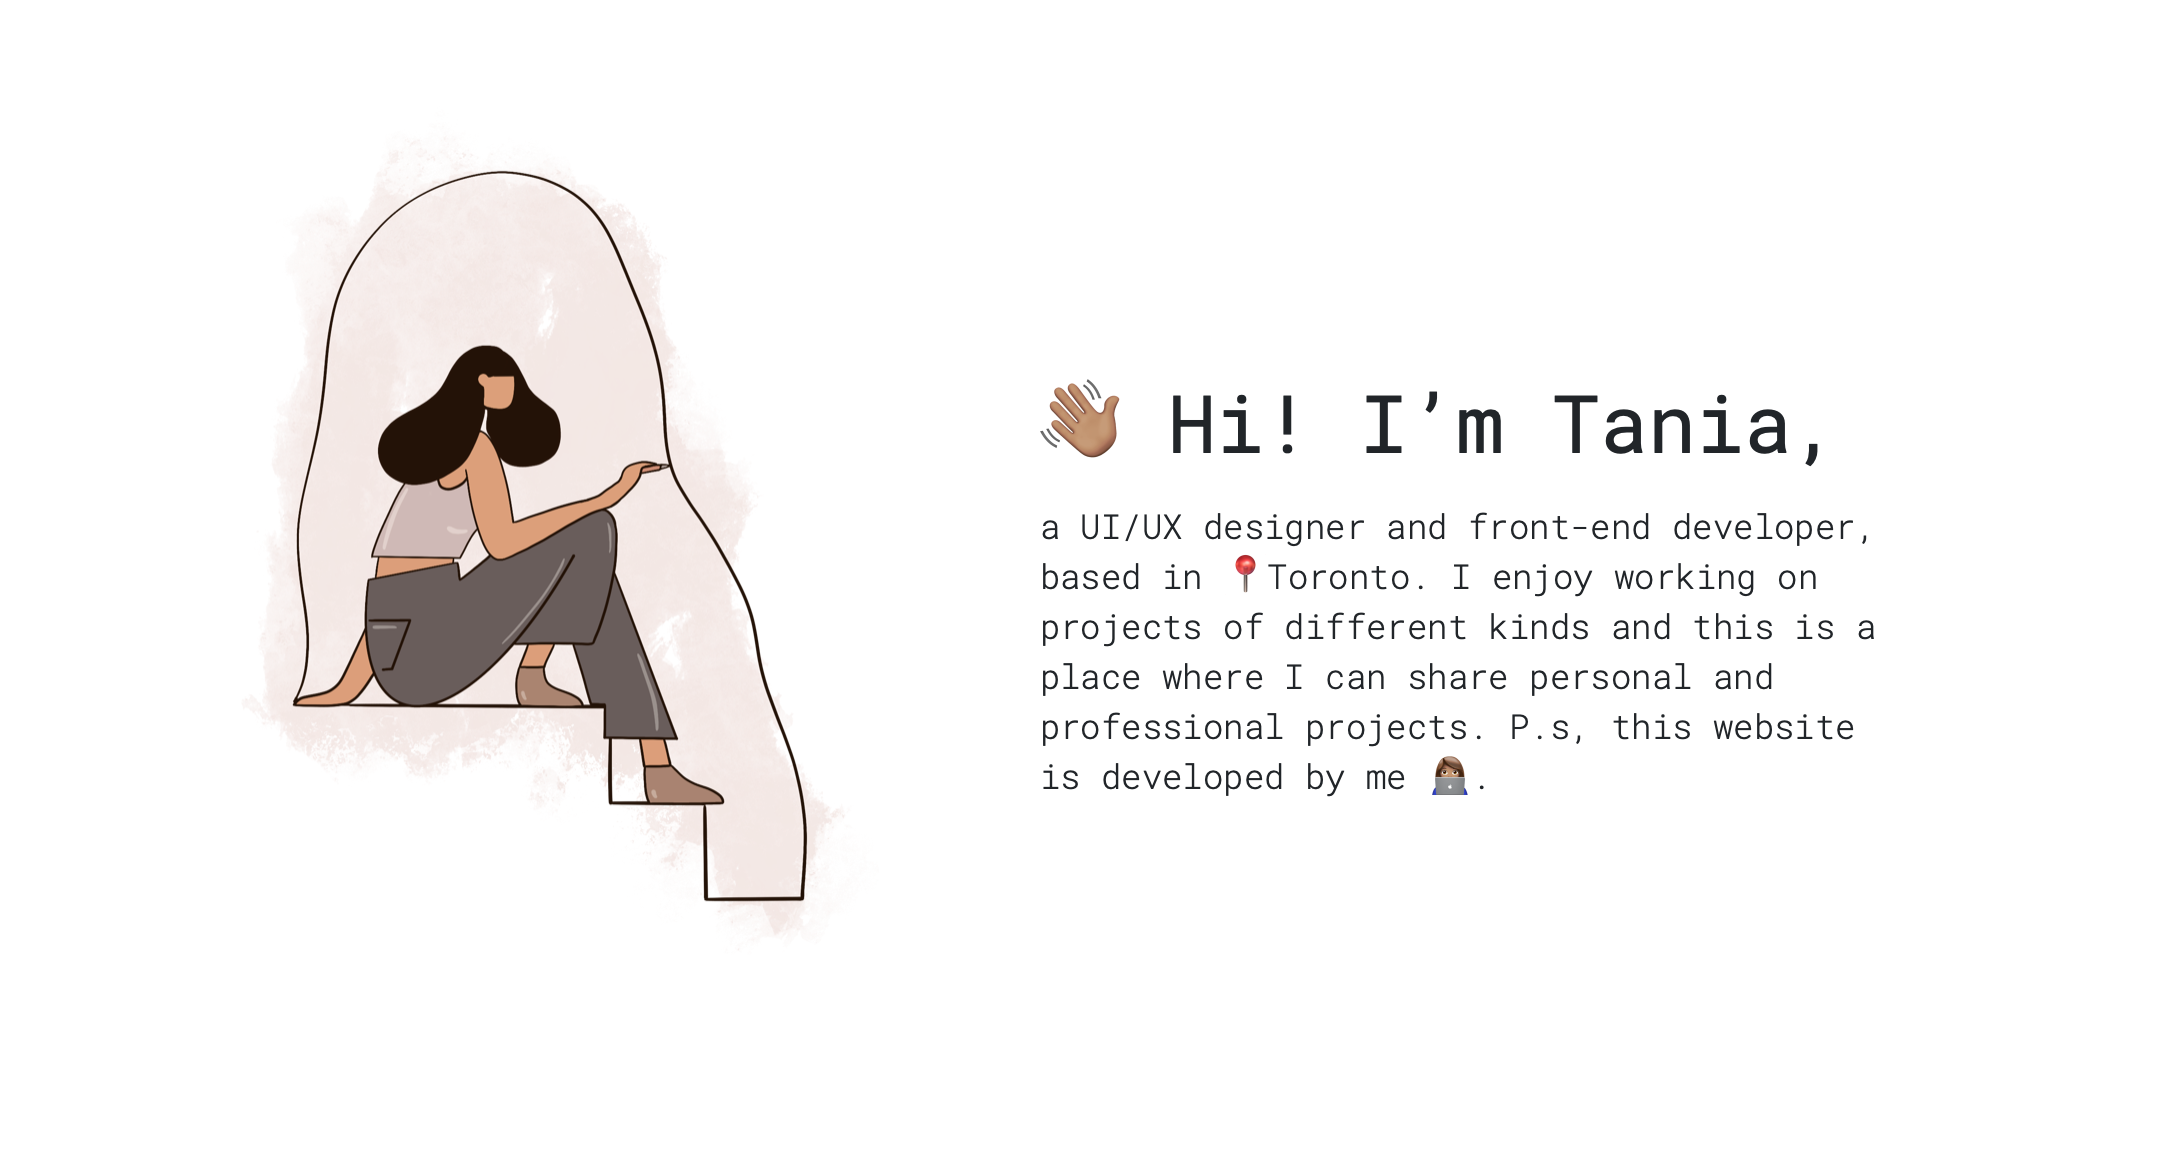 👋🏽 Hi! I’m Tania,
a UI/UX designer and front-end developer,
based in 📍Toronto. I enjoy working on
projects of different kinds and this is a
place where I can share personal and
professional projects. P.s, this website
is developed by me 👩🏽‍💻.